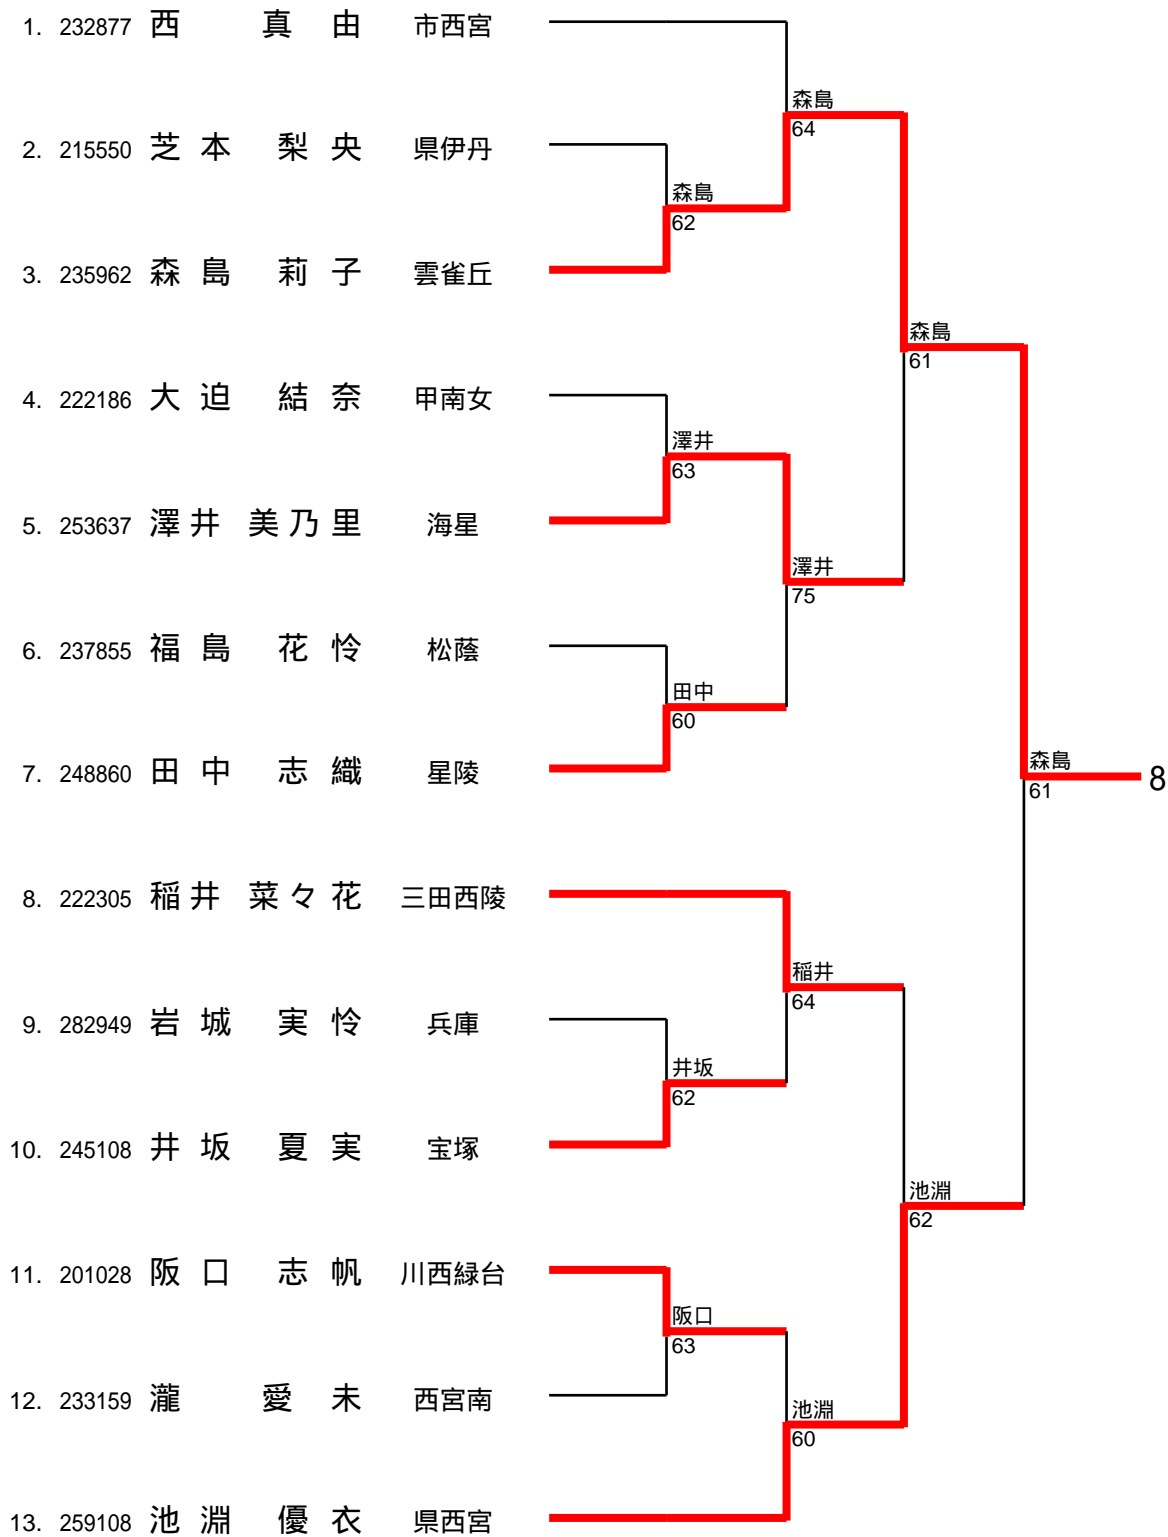 1. 232877 西 真 由 市西宮
森島
64
2. 215550 芝 本 梨 央 県伊丹
森島
62
3. 235962 森 島 莉 子 雲雀丘
森島
61
4. 222186 大 迫 結 奈 甲南女
澤井
63
5. 253637 澤 井 美 乃 里 海星
澤井
75
6. 237855 福 島 花 怜 松蔭
田中
60
7. 248860 田 中 志 織 星陵
森島
61
8
8. 222305 稲 井 菜 々 花 三田西陵
稲井
64
9. 282949 岩 城 実 怜 兵庫
井坂
62
10. 245108 井 坂 夏 実 宝塚
池淵
62
11. 201028 阪 口 志 帆 川西緑台
阪口
63
12. 233159 瀧 愛 未 西宮南
池淵
60
13. 259108 池 淵 優 衣 県西宮